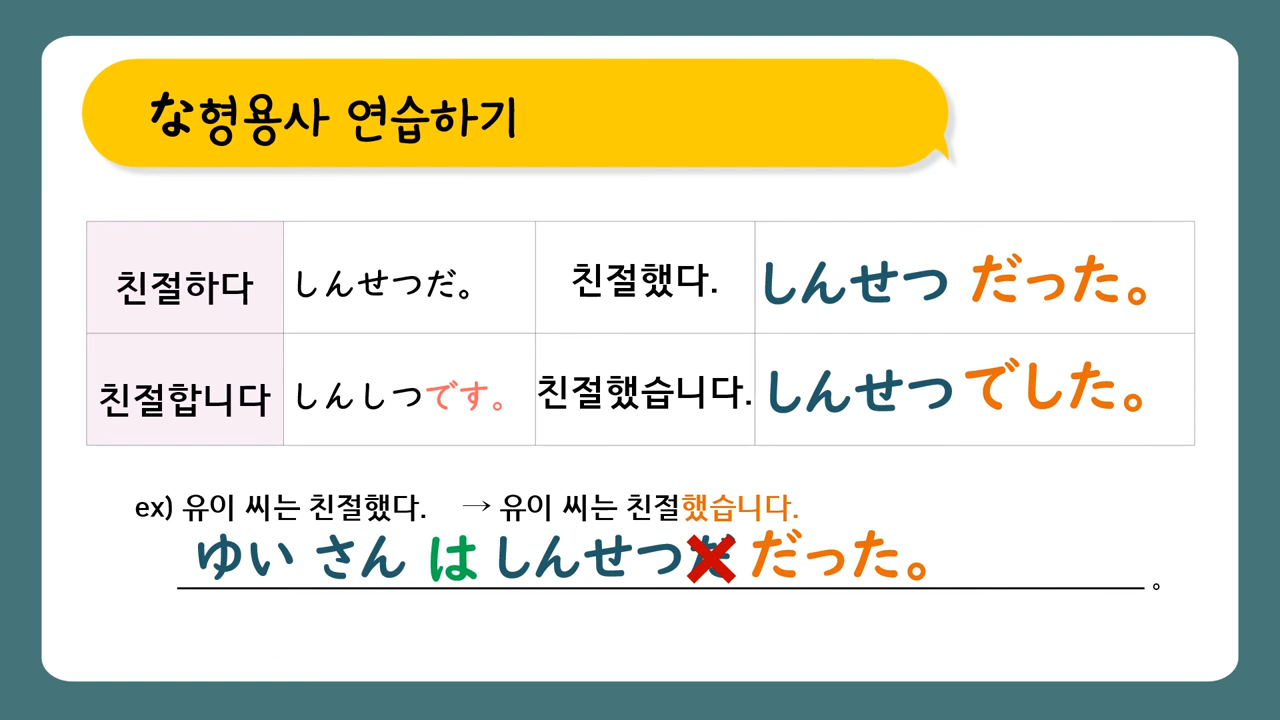 な형용사 연습하기
친절하다 しんせつだ。 친절했다. しんせつ だった。
친절합니다 しんしつです。 친절했습니다. しんせつ でした。
ex) 유이 씨는 친절했다. → 유이 씨는 친절했습니다.
ゆい さん は しんせつだ だった。
。